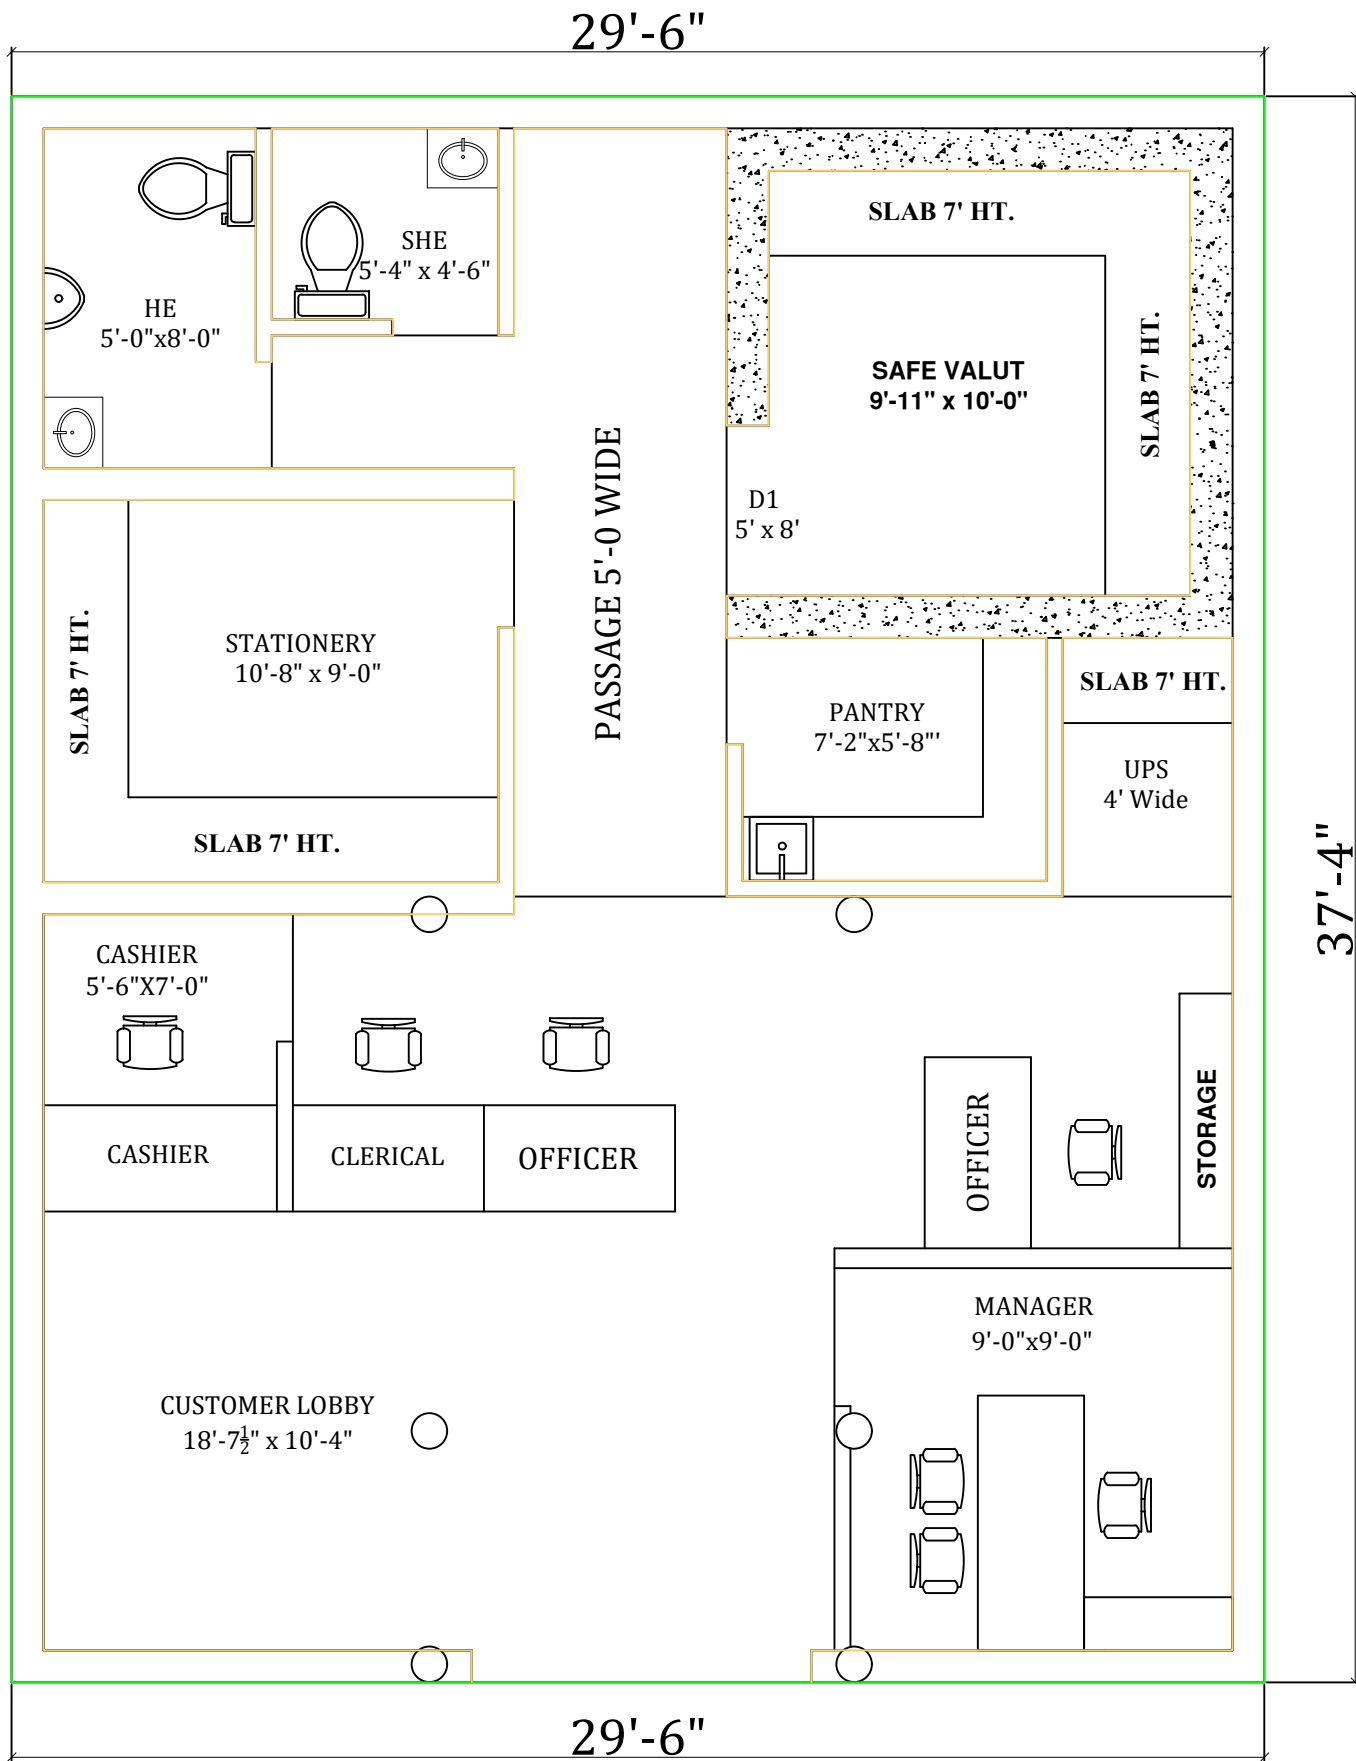 29'-6"
SLAB 7' HT.
SHE
5'-4" x 4'-6"
HE
5'-0"x8'-0"
SLAB 7' HT.
SAFE VALUT
9'-11" x 10'-0"
D1
5' x 8'
PASSAGE 5'-0 WIDE
STATIONERY
10'-8" x 9'-0"
SLAB 7' HT.
SLAB 7' HT.
PANTRY
7'-2"x5'-8"'
SLAB 7' HT.
UPS
4' Wide
37'-4"
CASHIER
5'-6"X7'-0"
CASHIER
CLERICAL
OFFICER
OFFICER
STORAGE
MANAGER
9'-0"x9'-0"
CUSTOMER LOBBY
18'-7½" x 10'-4"
29'-6"